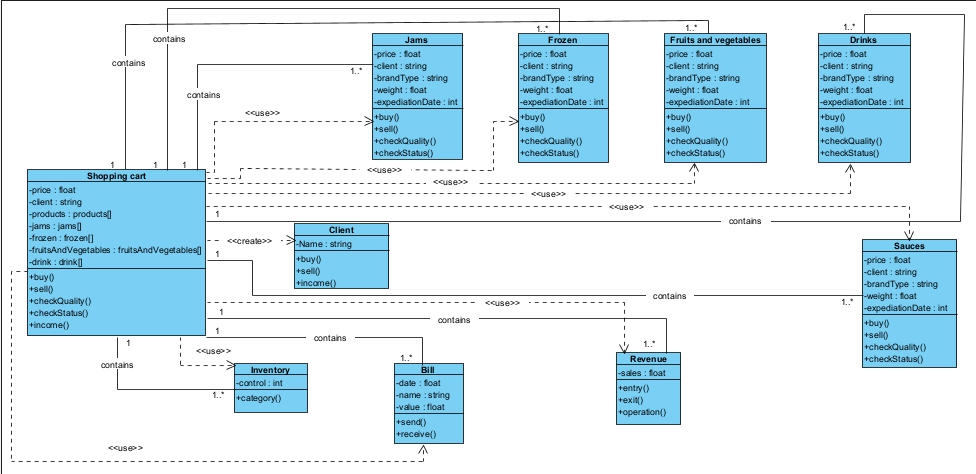 contains
contains
contains
1..*
1..*
1..*
1..*
Jams
-price : float
-client : string
-brandType : string
-weight : float
-expediationDate : int
+buy()
+sell()
+checkQuality()
+checkStatus()
Frozen
-price : float
-client : string
-brandType : string
-weight : float
-expediationDate : int
+buy()
+sell()
+checkQuality()
+checkStatus()
Fruits and vegetables
-price : float
-client : string
-brandType : string
-weight : float
-expediationDate : int
+buy()
+sell()
+checkQuality()
+checkStatus()
Drinks
-price : float
-client : string
-brandType : string
-weight : float
-expediationDate : int
+buy()
+sell()
+checkQuality()
+checkStatus()
<<use>>
<<use>>
<<use>>
<<use>>
<<use>>
1
1
1
Shopping cart
-price : float
-client : string
-products : products[]
-jams : jams[]
-frozen : frozen[]
-fruitsAndVegetables : fruitsAndVegetables[]
-drink : drink[]
+buy()
+sell()
+checkQuality()
+checkStatus()
+income()
1
contains
<<create>>
1
Client
-Name : string
+buy()
+sell()
+income()
Sauces
-price : float
-client : string
-brandType : string
-weight : float
-expediationDate : int
+buy()
+sell()
+checkQuality()
+checkStatus()
contains
1..*
<<use>>
1
contains
1
contains
1..*
1
<<use>>
contains
1..*
1..*
Inventory
-control : int
+category()
Bill
-date : float
-name : string
-value : float
+send()
+receive()
Revenue
-sales : float
+entry()
+exit()
+operation()
<<use>>